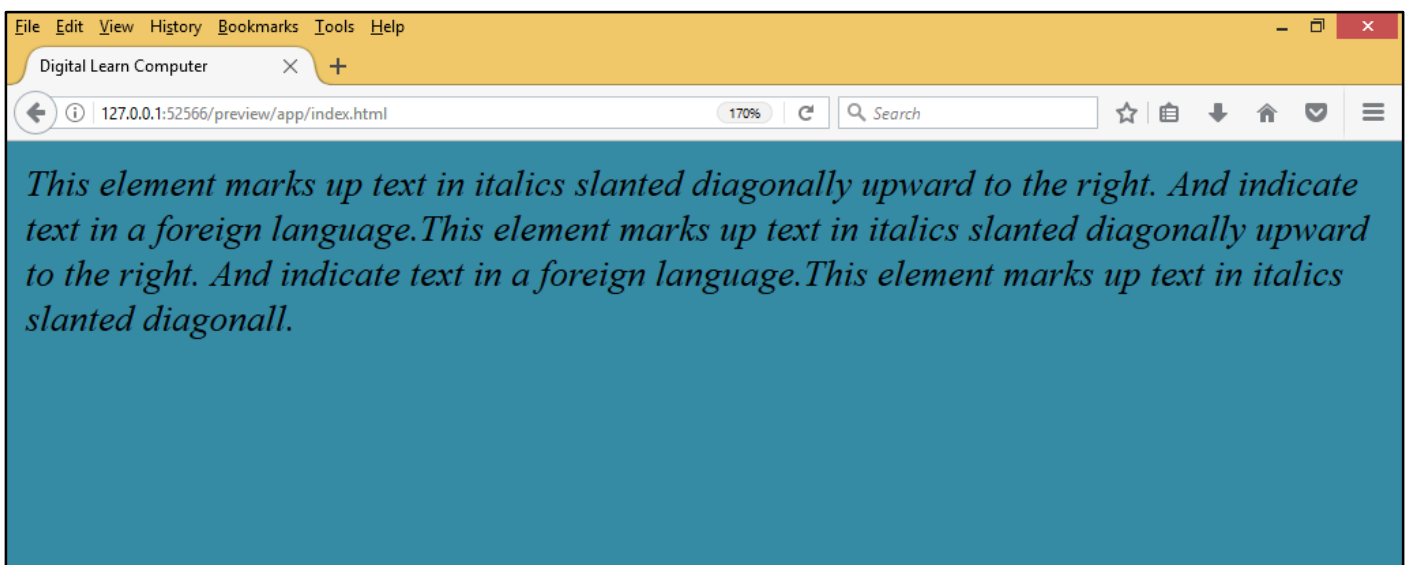 File Edit View History Bookmarks Tools Help
Digital Learn Computer
127.0.0.1:52566/preview/app/index.html 170% Search
This element marks up text in italics slanted diagonally upward to the right. And indicate
text in a foreign language.This element marks up text in italics slanted diagonally upward
to the right. And indicate text in a foreign language.This element marks up text in italics
slanted diagonall.